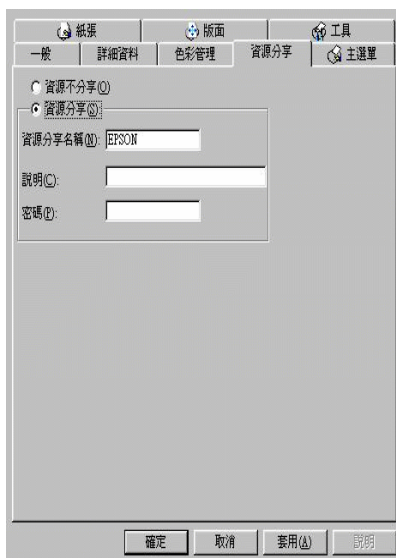 紙張 版面 工具
一般 詳細資料 色彩管理 資源分享 主選單
資源不分享(O)
資源分享(S):
資源分享名稱(N): EPSON
說明(C):
密碼(P):
確定 取消 套用(A) 說明